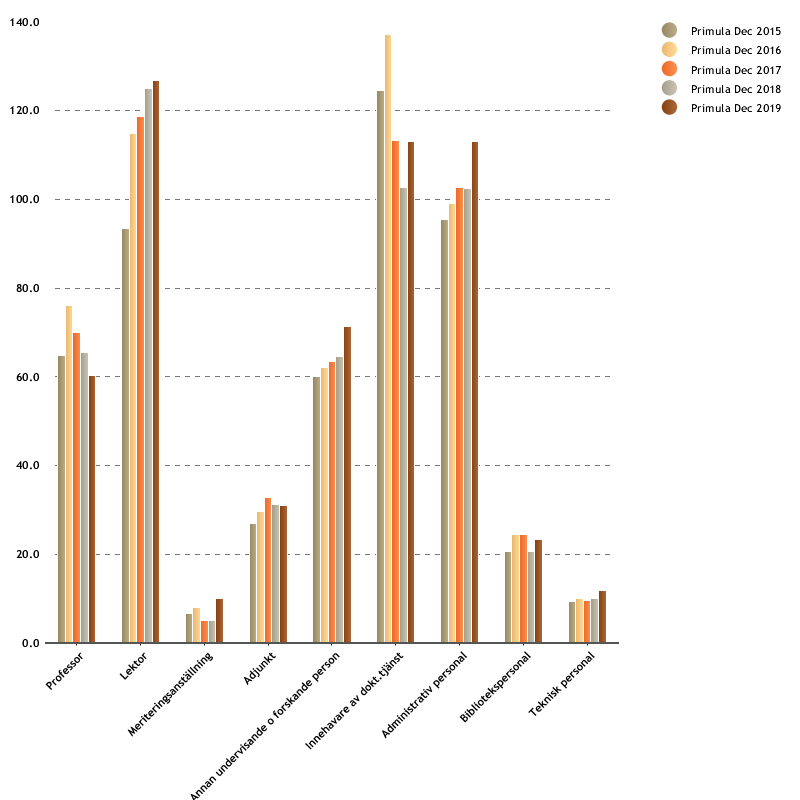 140.0
120.0
100.0
80.0
60.0
40.0
20.0
0.0
Professor
Lektor
Meriteringsanställning
Adjunkt
Annan undervisande o forskande person
Innehavare av dokt.tjänst
Administrativ personal
Bibliotekspersonal
Teknisk personal
Primula Dec 2015
Primula Dec 2016
Primula Dec 2017
Primula Dec 2018
Primula Dec 2019